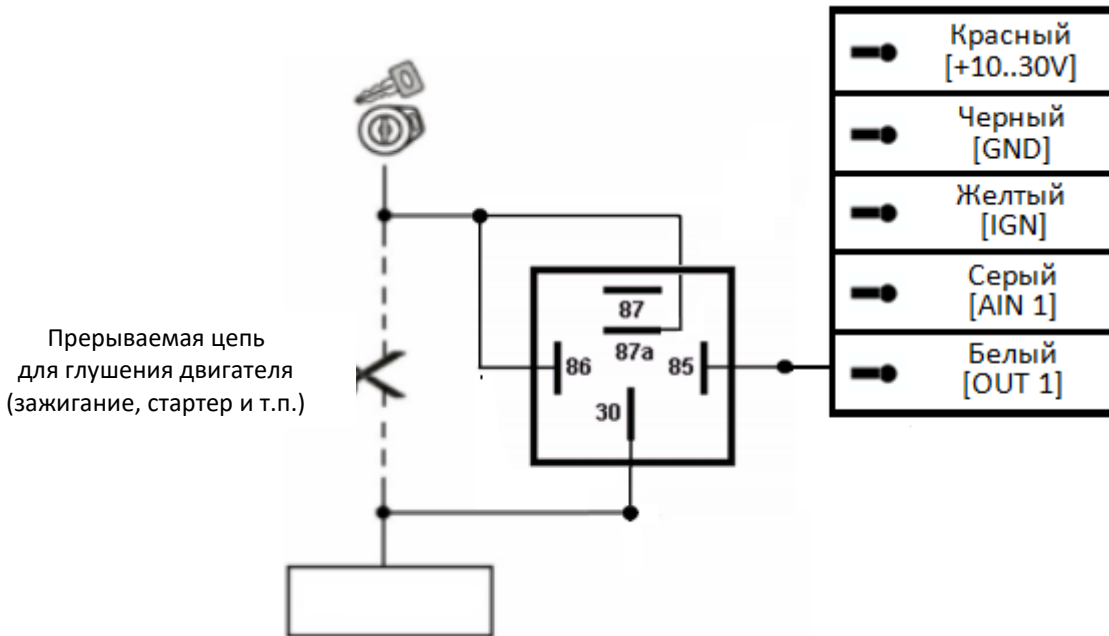 Красный
[+10..30V]
Черный
[GND]
Желтый
[IGN]
Серый
[AIN 1]
Белый
[OUT 1]
87
87a
86
85
30
Прерываемая цепь
для глушения двигателя
(зажигание, стартер и т.п.)